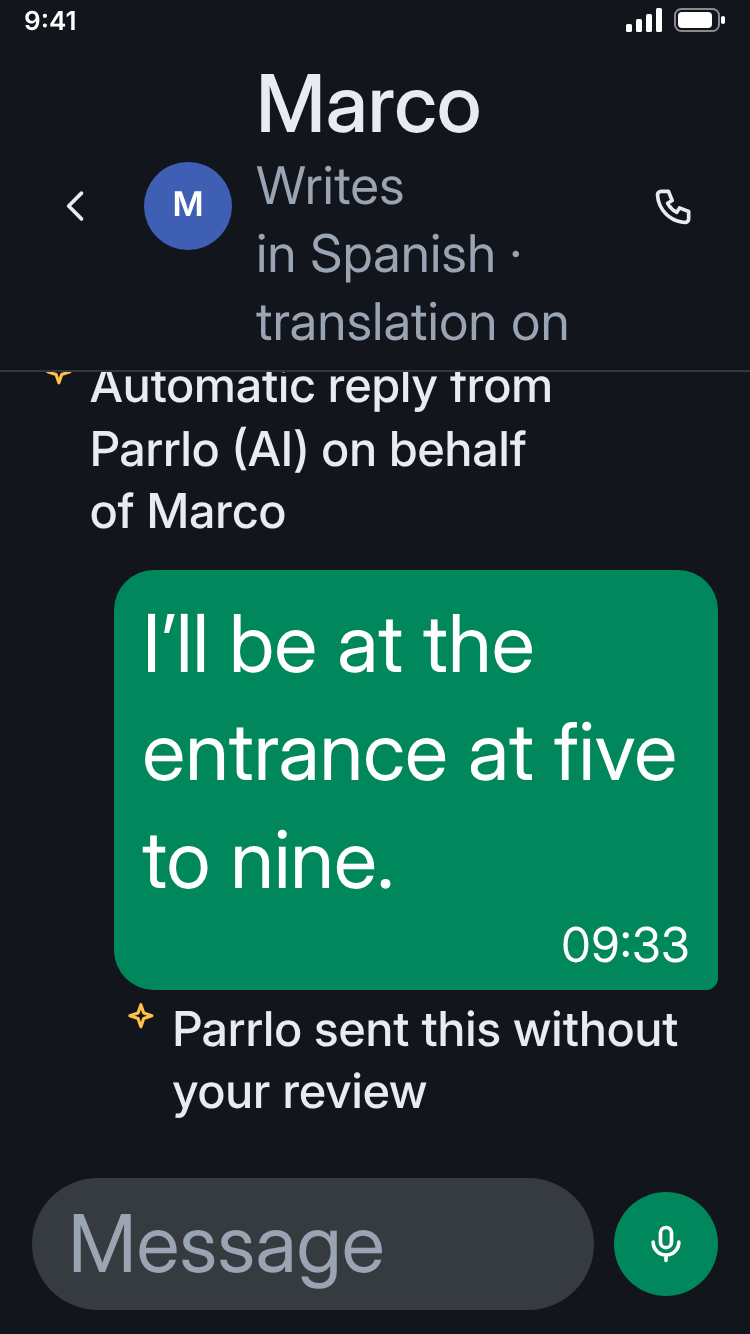 9:41
Marco
M
Writes
in Spanish ·
translation on
Automatic reply from
Parrlo (AI) on behalf
of Marco
I’ll be at the
entrance at five
to nine.
09:33
Parrlo sent this without
your review
Message